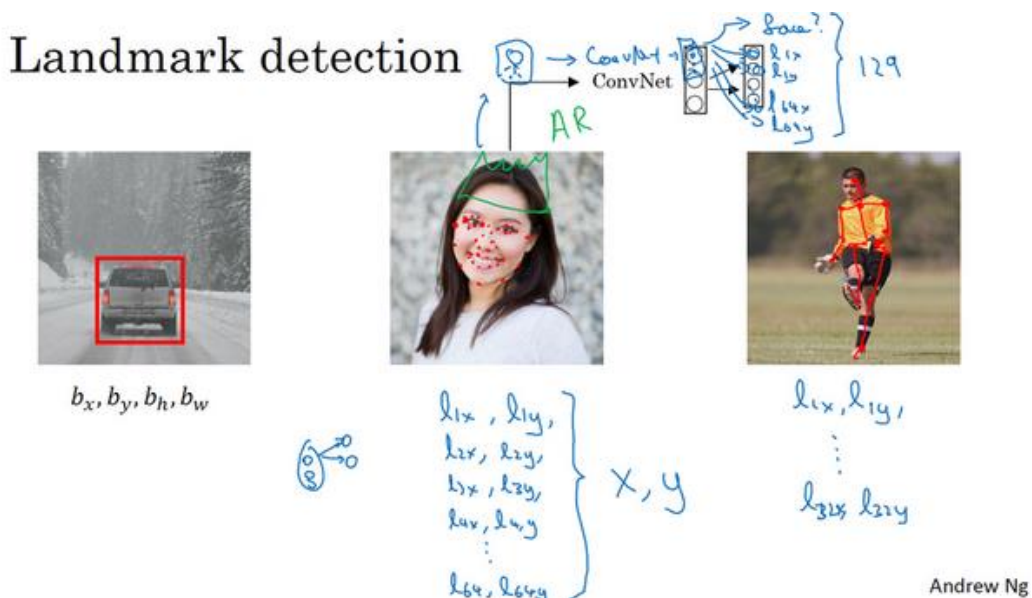 Landmark detection
→ ConvNet →
ConvNet
face?
l1x
l1y
l64x
l64y
129
AR
bx, by, bh, bw
l1x, l1y,
l2x, l2y,
l3x, l3y,
l4x, l4,y
⋮
l64, l64y
x, y
l1x, l1y,
⋮
l32x, l32y
Andrew Ng